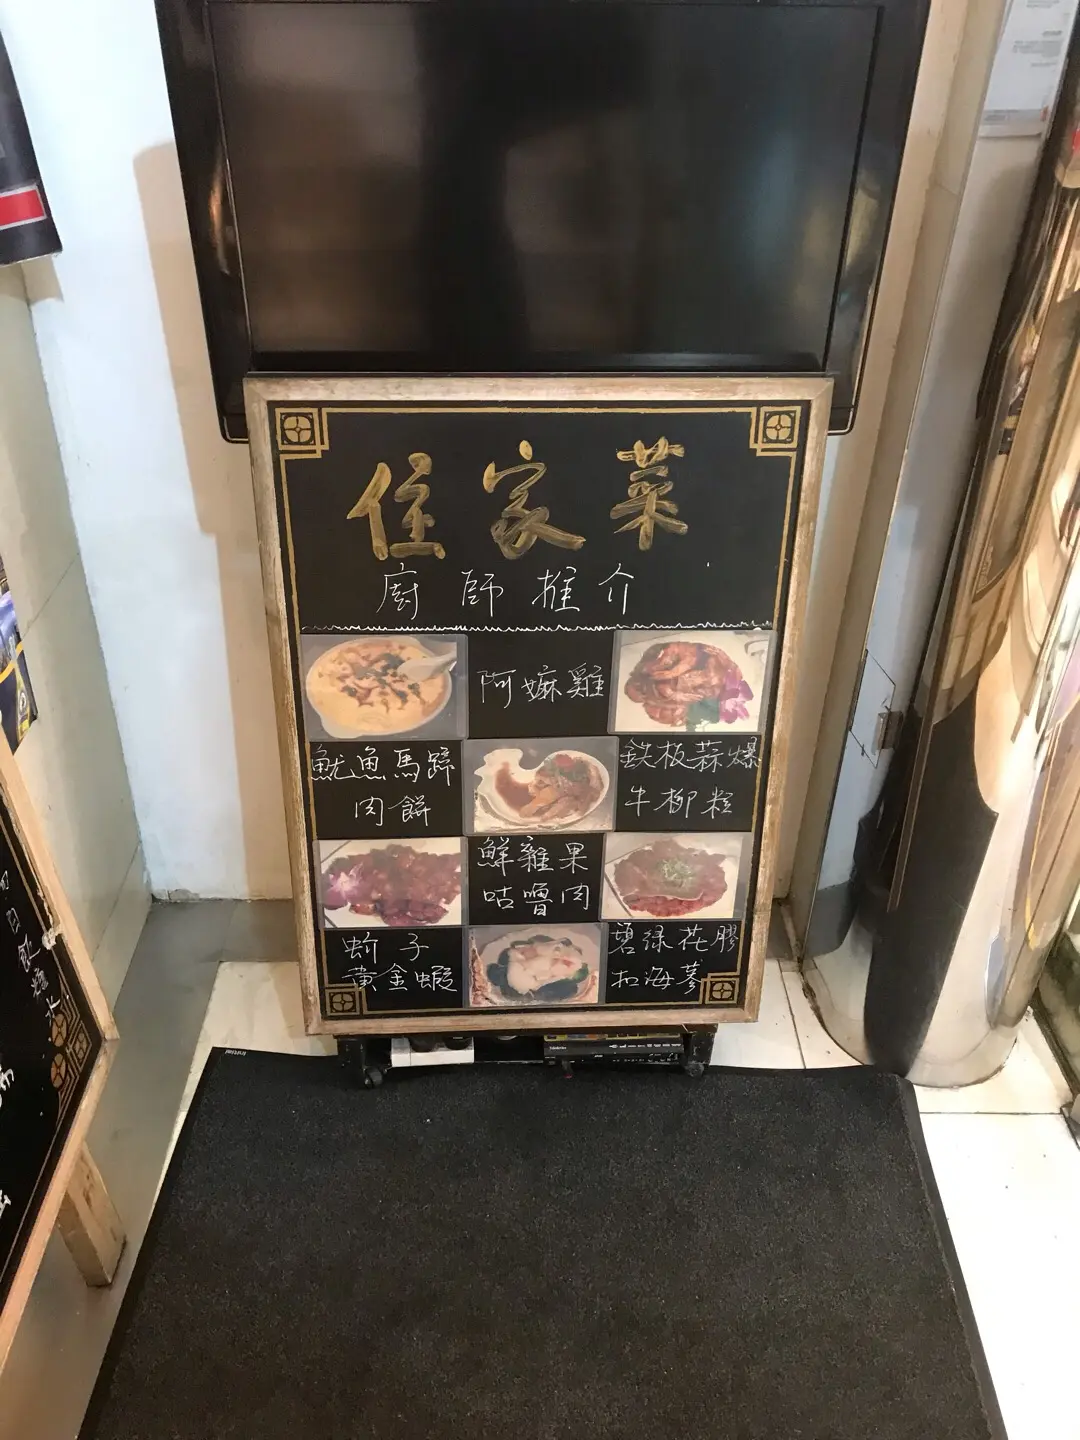 住家菜
廚師推介
阿嫲雞
魷魚馬蹄
肉餅
鉄板蒜爆
牛柳粒
鮮雜果
咕嚕肉
蚧子
黃金蝦
碧綠花膠
扣海蔘